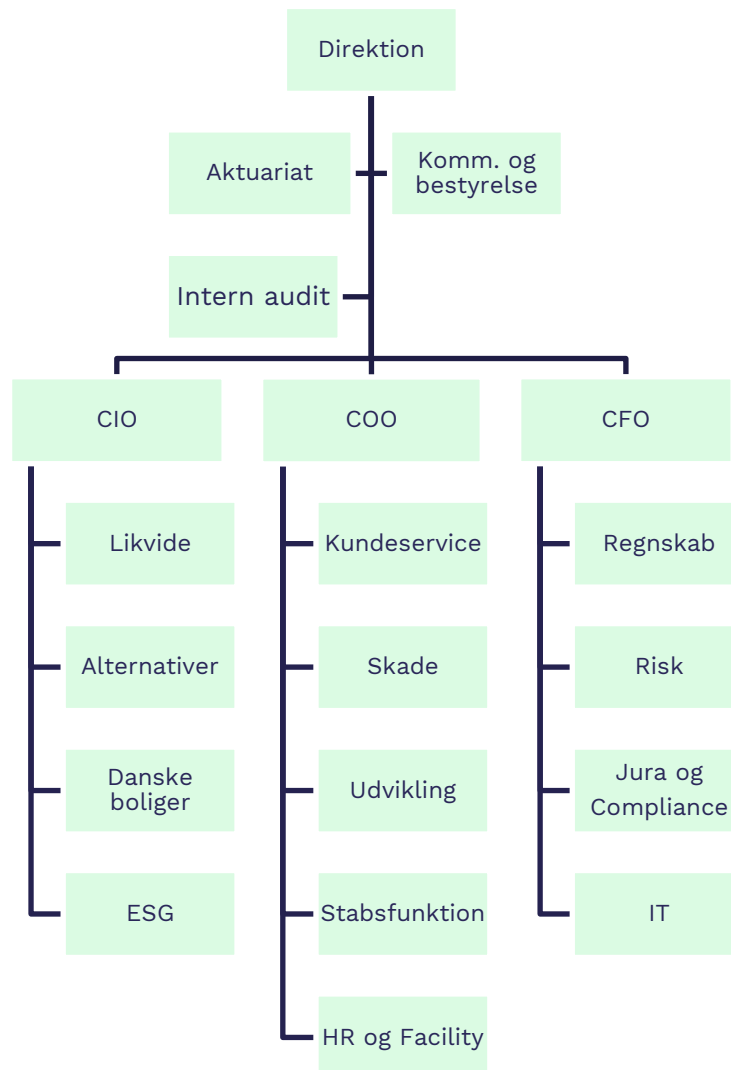 Direktion
Aktuariat
Komm. og
bestyrelse
Intern audit
CIO
COO
CFO
Likvide
Kundeservice
Regnskab
Alternativer
Skade
Risk
Danske
boliger
Udvikling
Jura og
Compliance
ESG
Stabsfunktion
IT
HR og Facility